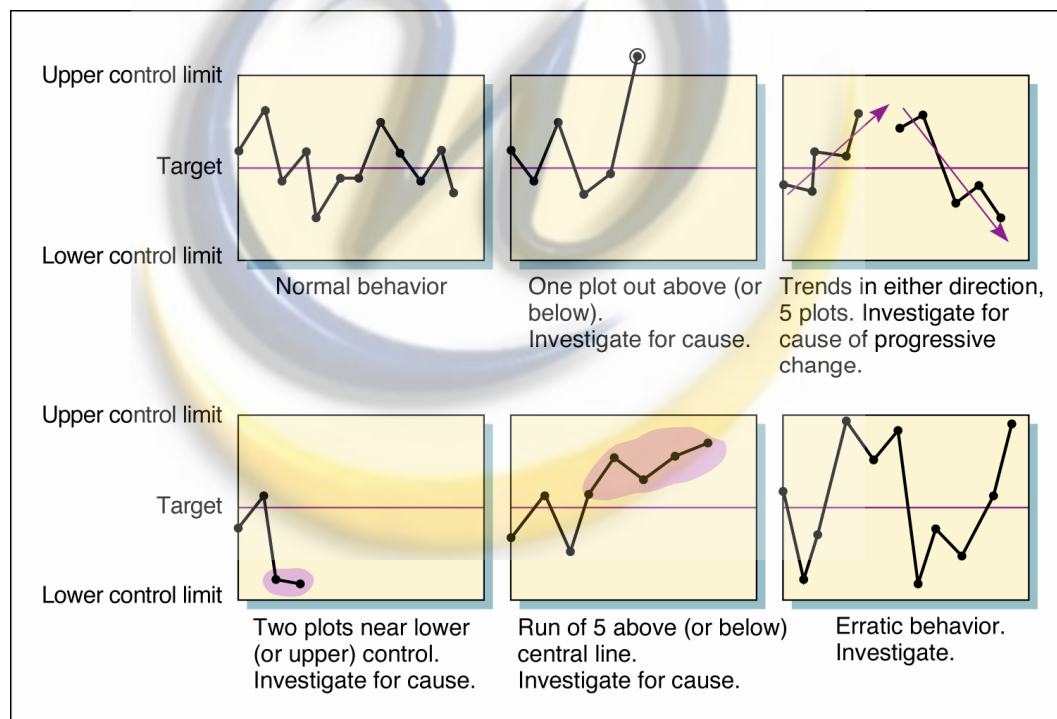 Upper control limit
Target
Lower control limit
Normal behavior
One plot out above (or
below).
Investigate for cause.
Trends in either direction,
5 plots. Investigate for
cause of progressive
change.
Upper control limit
Target
Lower control limit
Two plots near lower
(or upper) control.
Investigate for cause.
Run of 5 above (or below)
central line.
Investigate for cause.
Erratic behavior.
Investigate.